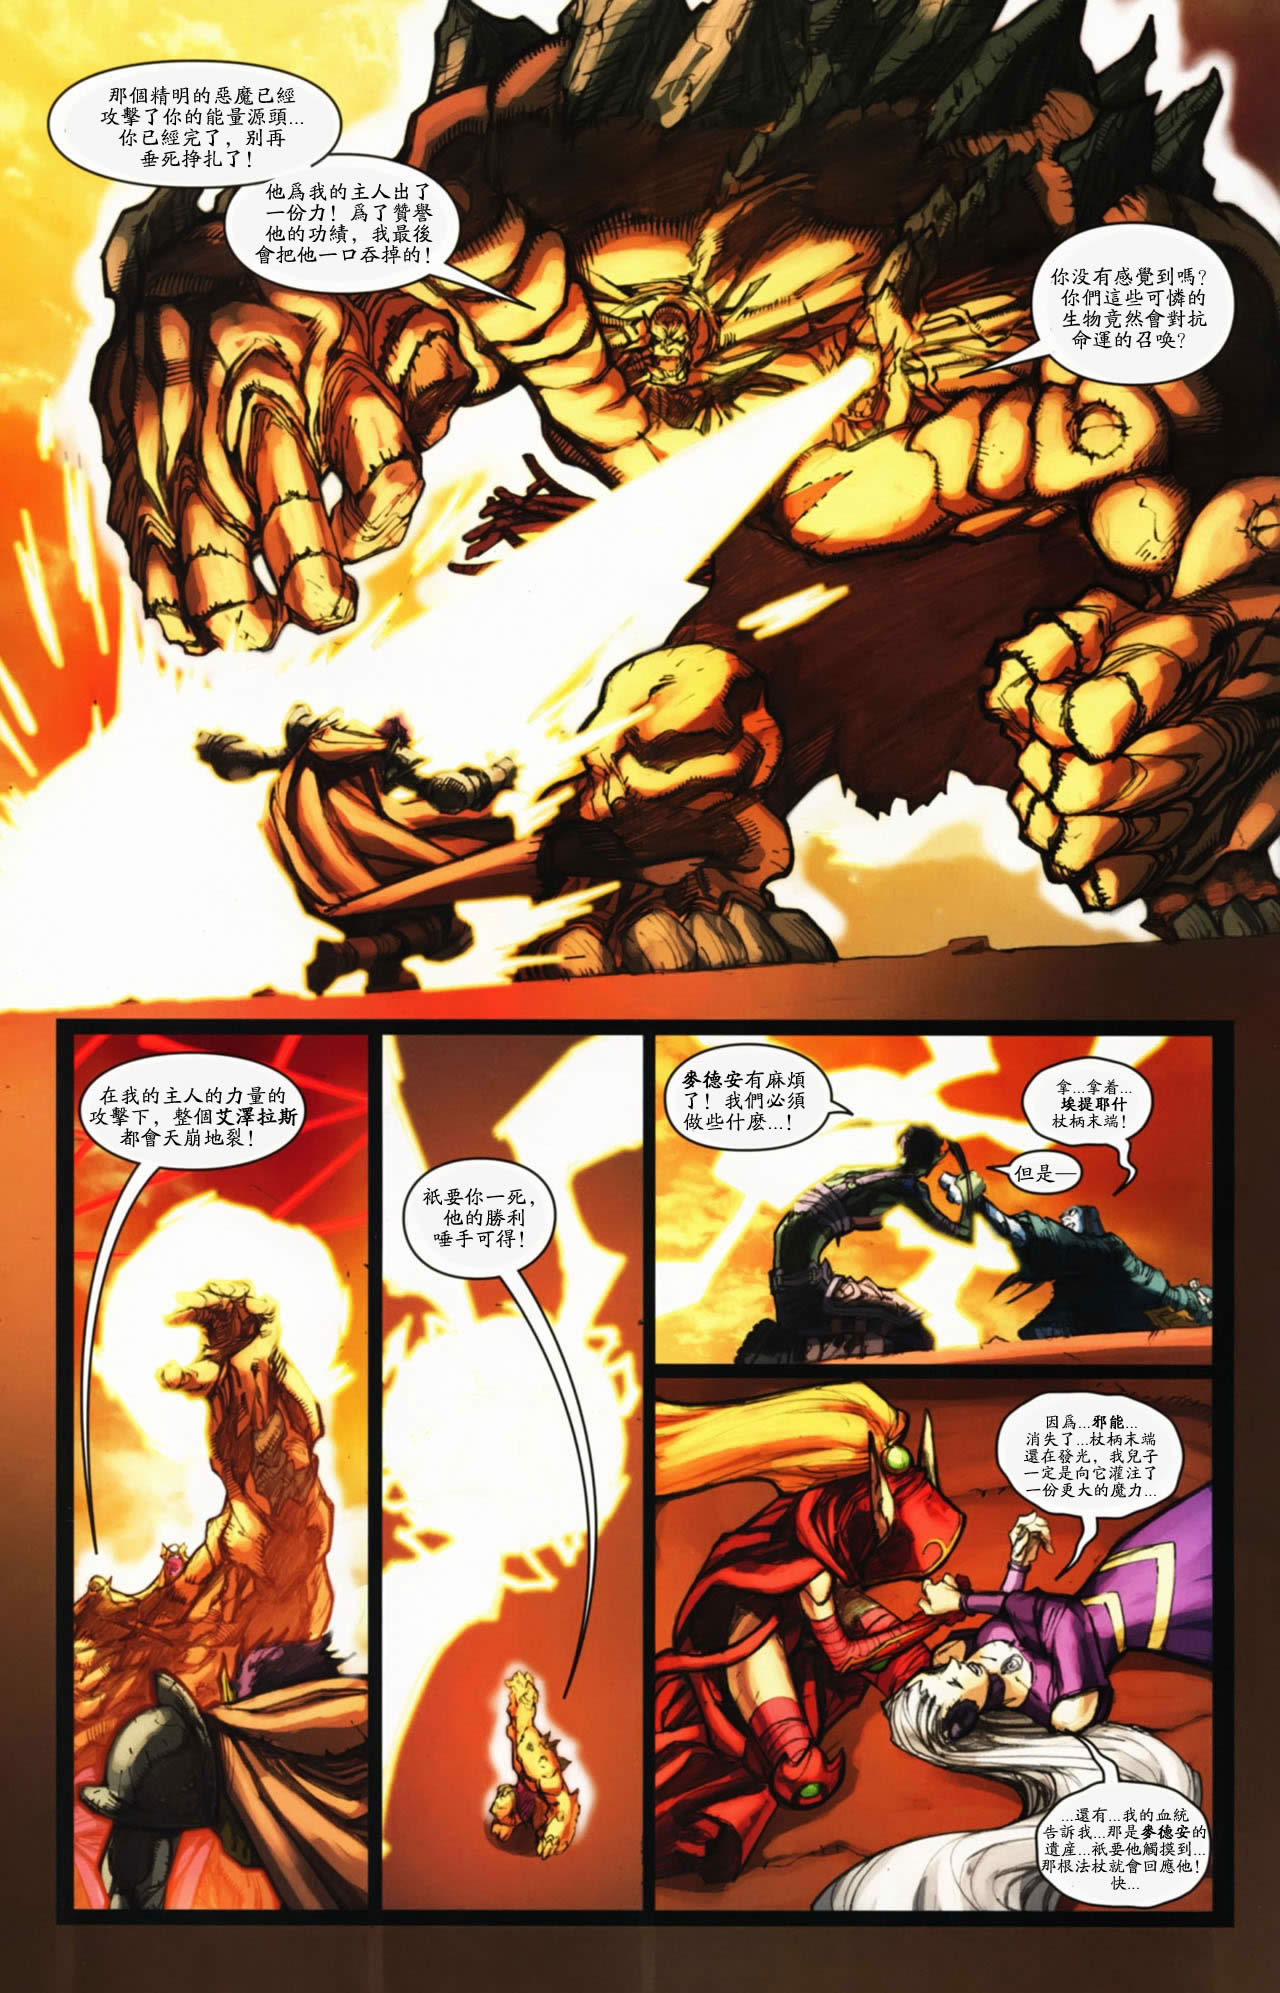 那個精明的惡魔已經
攻擊了你的能量源頭...
你已經完了，別再
垂死挣扎了！
他爲我的主人出了
一份力！爲了贊譽
他的功績，我最後
會把他一口吞掉的！
你没有感覺到嗎？
你們這些可憐的
生物竟然會對抗
命運的召唤？
在我的主人的力量的
攻擊下，整個艾澤拉斯
都會天崩地裂！
衹要你一死，
他的勝利
唾手可得！
麥德安有麻煩
了！我們必須
做些什麽...！
拿...拿着...
埃提耶什
杖柄末端！
但是—
因爲...邪能...
消失了...杖柄末端
還在發光，我兒子
一定是向它灌注了
一份更大的魔力...
...還有...我的血統
告訴我...那是麥德安的
遺産...衹要他觸摸到...
那根法杖就會回應他！
快...